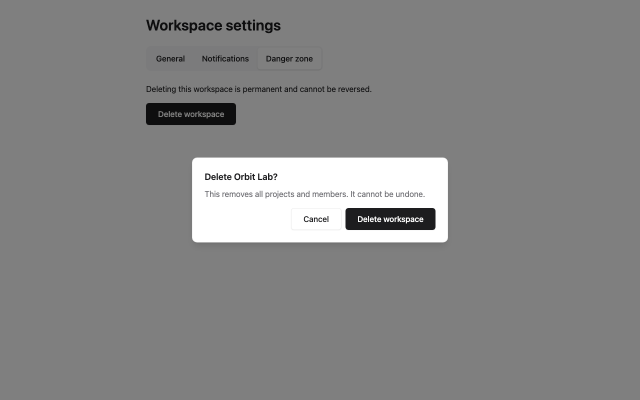 Workspace settings
General Notifications Danger zone
Deleting this workspace is permanent and cannot be reversed.
Delete workspace
Delete Orbit Lab?
This removes all projects and members. It cannot be undone.
Cancel Delete workspace